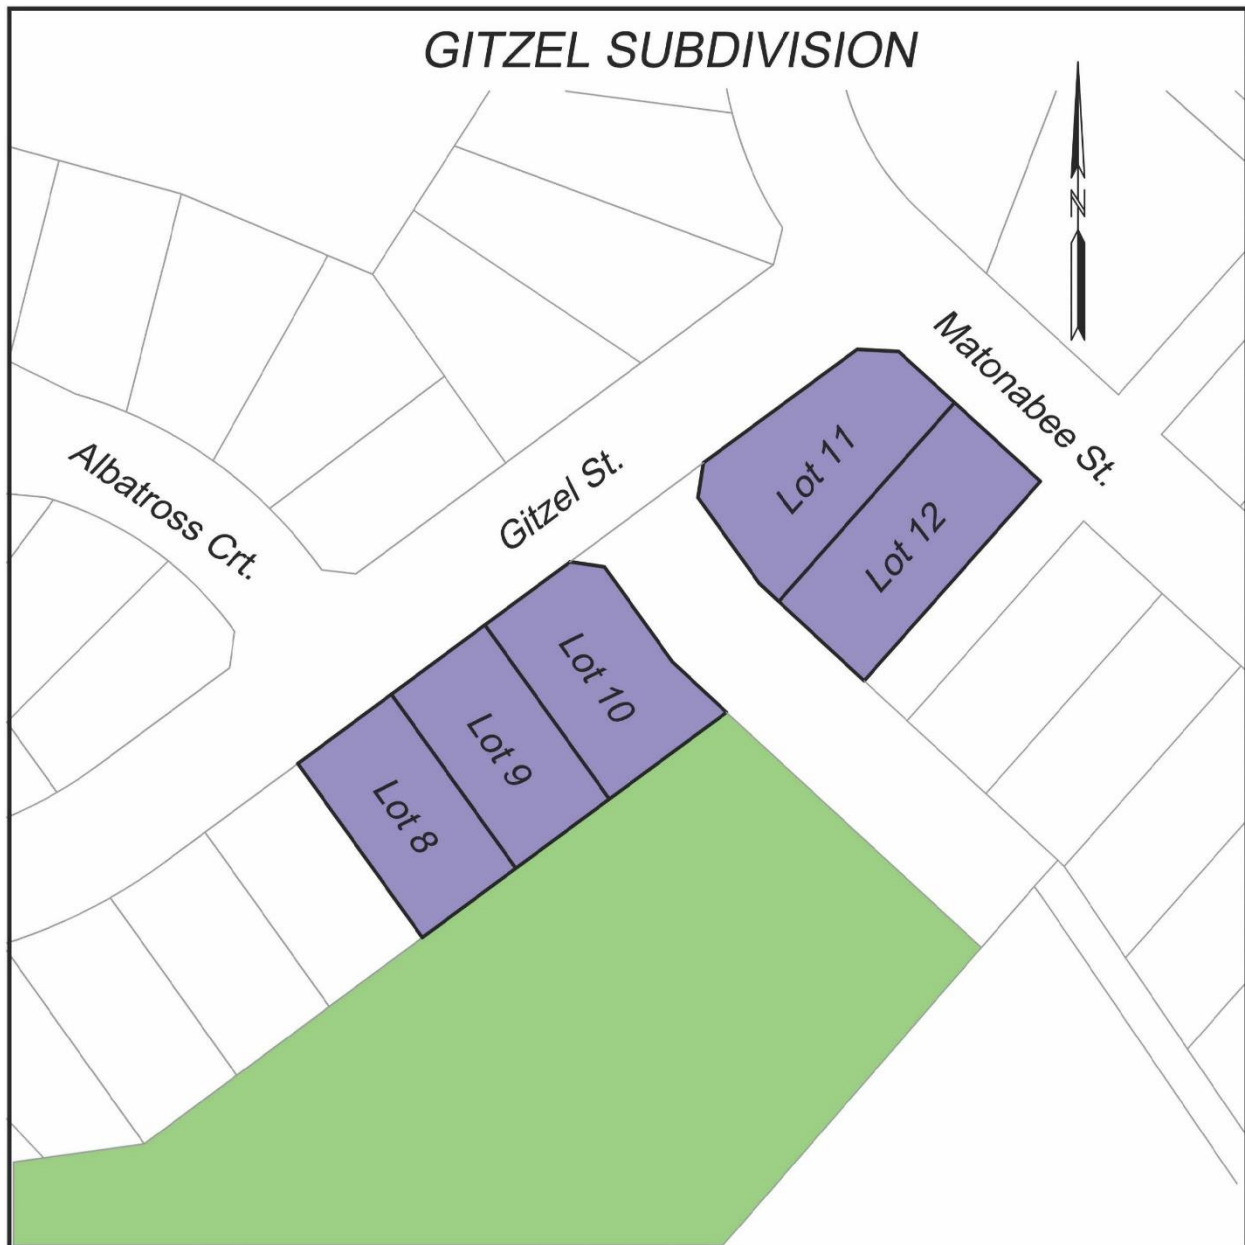 GITZEL SUBDIVISION
N
Matonabee St.
Albatross Crt.
Gitzel St.
Lot 11
Lot 12
Lot 10
Lot 9
Lot 8